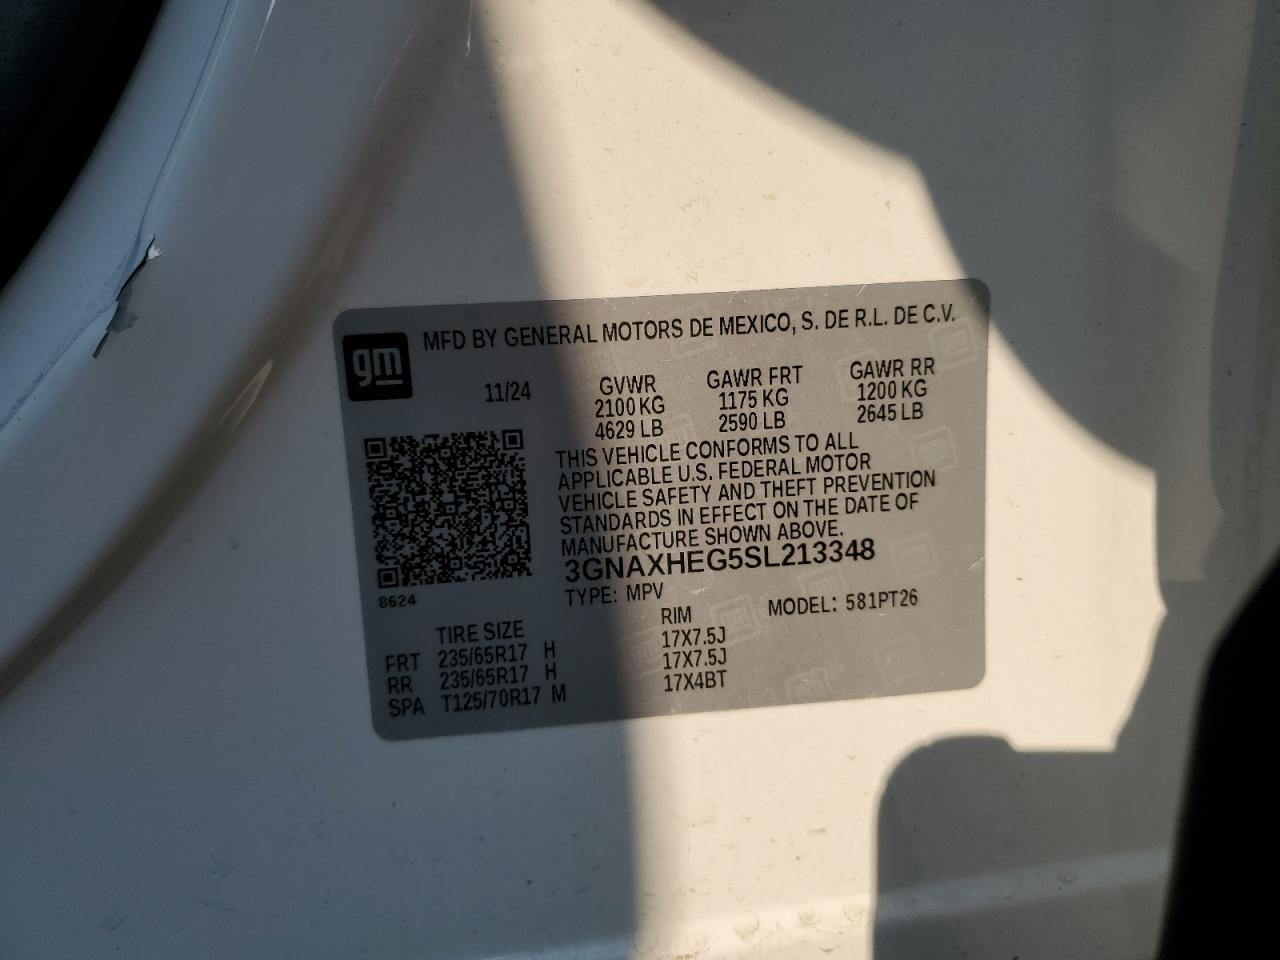 gm
MFD BY GENERAL MOTORS DE MEXICO, S. DE R.L. DE C.V.
11/24 GVWR GAWR FRT GAWR RR
2100 KG 1175 KG 1200 KG
4629 LB 2590 LB 2645 LB
THIS VEHICLE CONFORMS TO ALL
APPLICABLE U.S. FEDERAL MOTOR
VEHICLE SAFETY AND THEFT PREVENTION
STANDARDS IN EFFECT ON THE DATE OF
MANUFACTURE SHOWN ABOVE.
3GNAXHEG5SL213348
8624
TYPE: MPV MODEL: 581PT26
TIRE SIZE RIM
FRT 235/65R17 H 17X7.5J
RR 235/65R17 H 17X7.5J
SPA T125/70R17 M 17X4BT